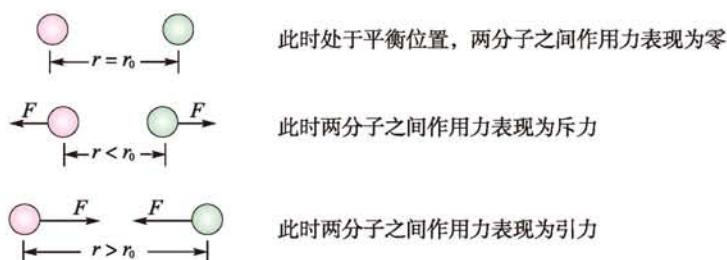 r = r₀
此时处于平衡位置，两分子之间作用力表现为零
F F
此时两分子之间作用力表现为斥力
r < r₀
F F
此时两分子之间作用力表现为引力
r > r₀